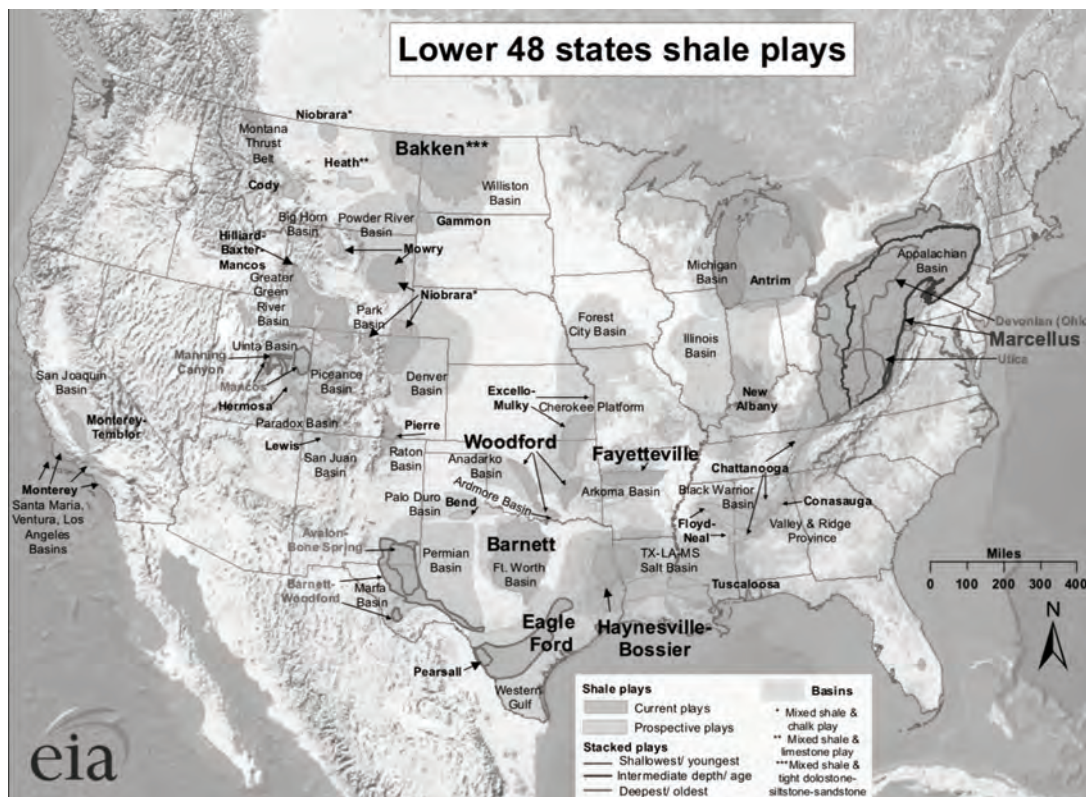 Lower 48 states shale plays
Niobrara*
Montana
Thrust
Belt
Bakken***
Heath**
Cody
Williston
Basin
Big Horn
Basin
Powder River
Basin
Gammon
Hilliard-
Baxter-
Mancos
Mowry
Greater
Green
River
Basin
Michigan
Basin
Antrim
Appalachian
Basin
Niobrara*
Park
Basin
Forest
City Basin
Illinois
Basin
Devonian (Ohi
Marcellus
Utica
Uinta Basin
Manning
Canyon
Mancos
Piceance
Basin
Denver
Basin
San Joaquin
Basin
Hermosa
Excello-
Mulky
Cherokee Platform
New
Albany
Monterey-
Temblor
Paradox Basin
Pierre
Lewis
San Juan
Basin
Raton
Basin
Woodford
Anadarko
Basin
Fayetteville
Chattanooga
Monterey
Santa Maria,
Ventura, Los
Angeles
Basins
Palo Duro
Basin
Bend
Ardmore Basin
Arkoma Basin
Black Warrior
Basin
Conasauga
Floyd-
Neal
Valley & Ridge
Province
Avalon-
Bone Spring
Permian
Basin
Barnett
Ft. Worth
Basin
TX-LA-MS
Salt Basin
Tuscaloosa
Barnett-
Woodford
Marfa
Basin
Eagle
Ford
Haynesville-
Bossier
Pearsall
Western
Gulf
Miles
0 100 200 300 400
N
Shale plays
Current plays
Prospective plays
Stacked plays
Shallowest/ youngest
Intermediate depth/ age
Deepest/ oldest
Basins
* Mixed shale &
chalk play
** Mixed shale &
limestone play
***Mixed shale &
tight dolostone-
siltstone-sandstone
eia